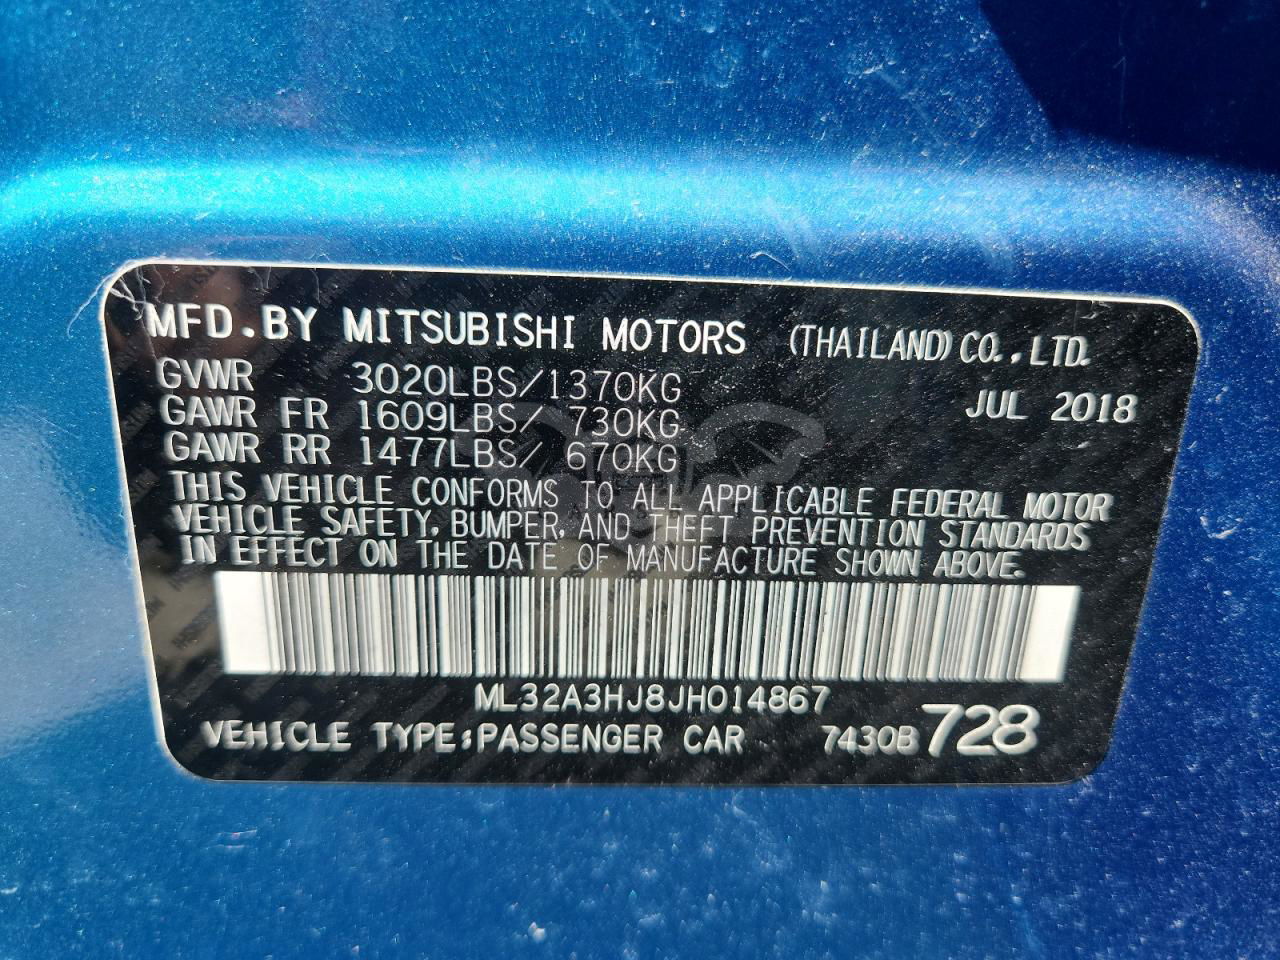 MFD.BY MITSUBISHI MOTORS (THAILAND) CO.,LTD.
GVWR 3020LBS/1370KG
JUL 2018
GAWR FR 1609LBS/ 730KG
GAWR RR 1477LBS/ 670KG
THIS VEHICLE CONFORMS TO ALL APPLICABLE FEDERAL MOTOR
VEHICLE SAFETY, BUMPER, AND THEFT PREVENTION STANDARDS
IN EFFECT ON THE DATE OF MANUFACTURE SHOWN ABOVE.
ML32A3HJ8JH014867
VEHICLE TYPE:PASSENGER CAR 7430B728